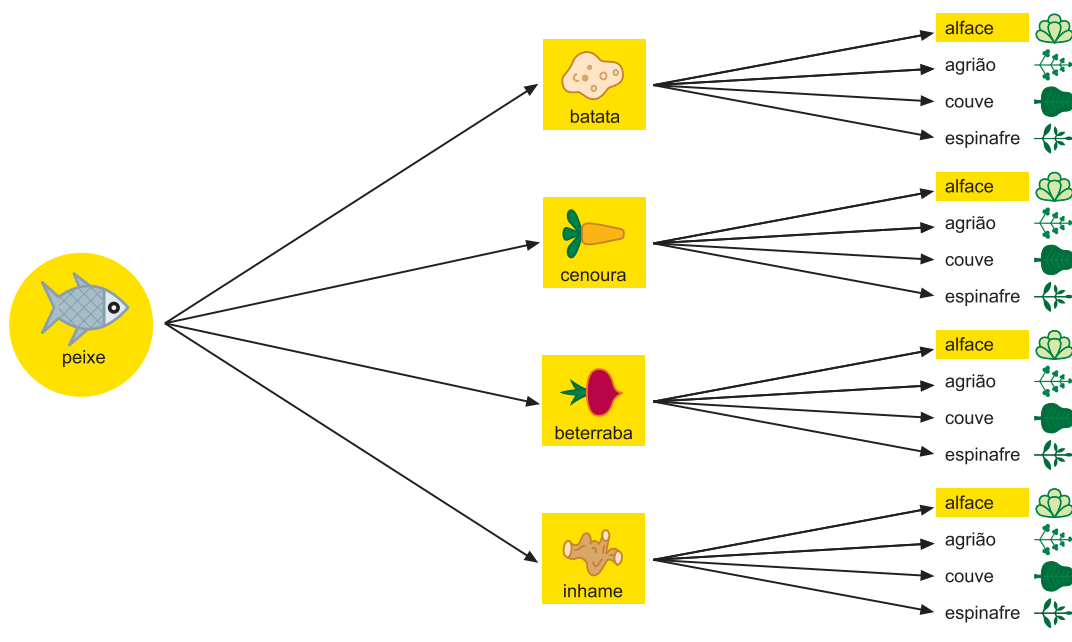 peixe
batata
alface
agrião
couve
espinafre
cenoura
alface
agrião
couve
espinafre
beterraba
alface
agrião
couve
espinafre
inhame
alface
agrião
couve
espinafre